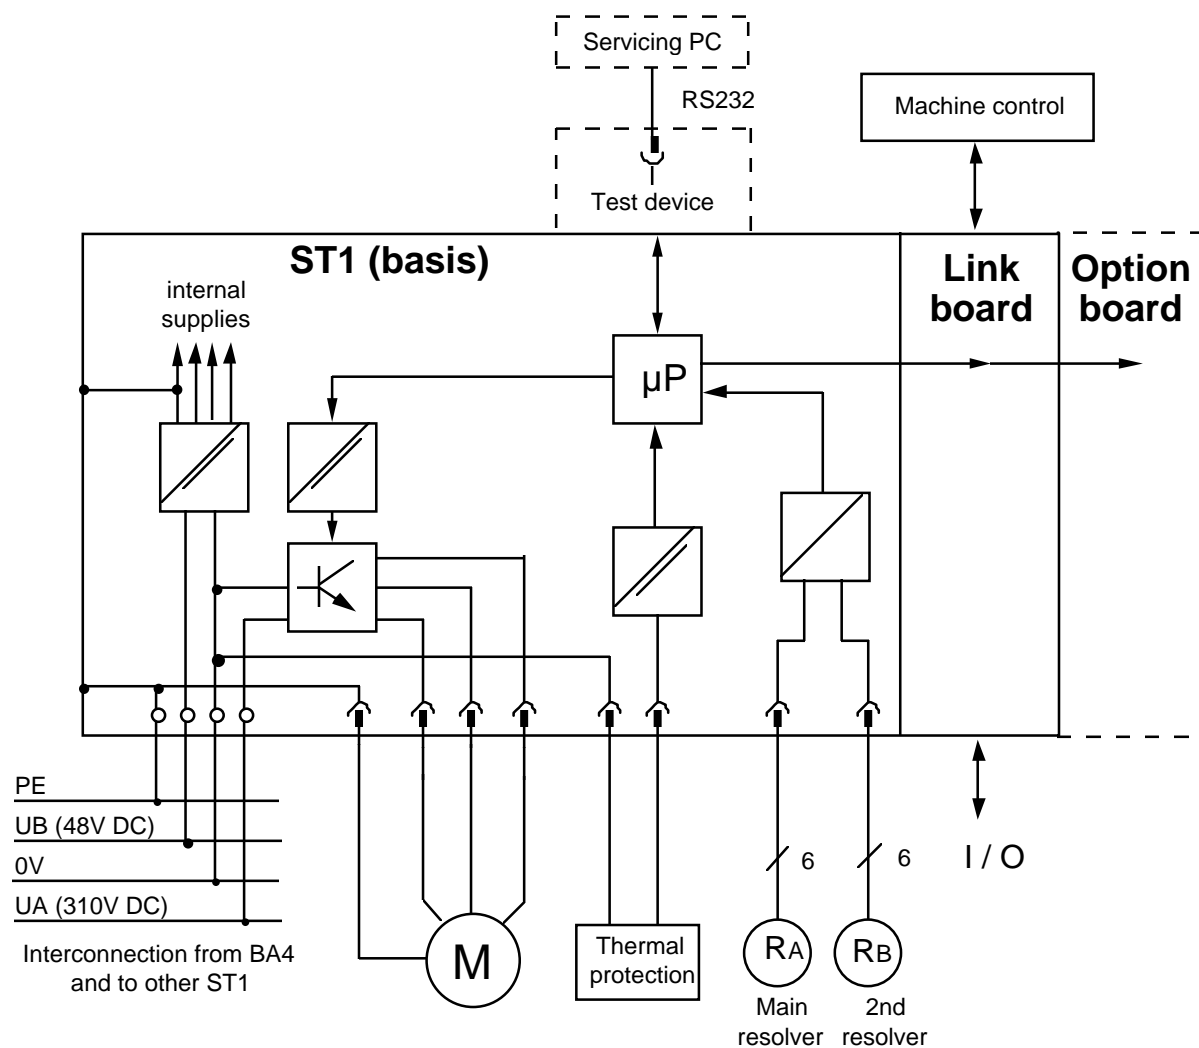 Servicing PC
RS232
Machine control
Test device
ST1 (basis)
Link
board
Option
board
internal
supplies
µP
PE
UB (48V DC)
0V
UA (310V DC)
Interconnection from BA4
and to other ST1
M
Thermal
protection
6
6
I / O
RA
RB
Main
resolver
2nd
resolver